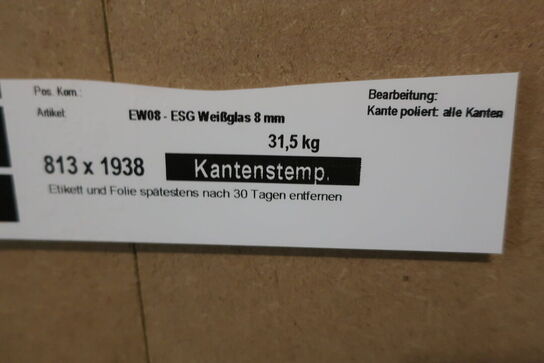 Pos. Kom.:
Artikel: EW08 - ESG Weißglas 8 mm
31,5 kg
813 x 1938 Kantenstemp.
Etikett und Folie spätestens nach 30 Tagen entfernen
Bearbeitung:
Kante poliert: alle Kanten